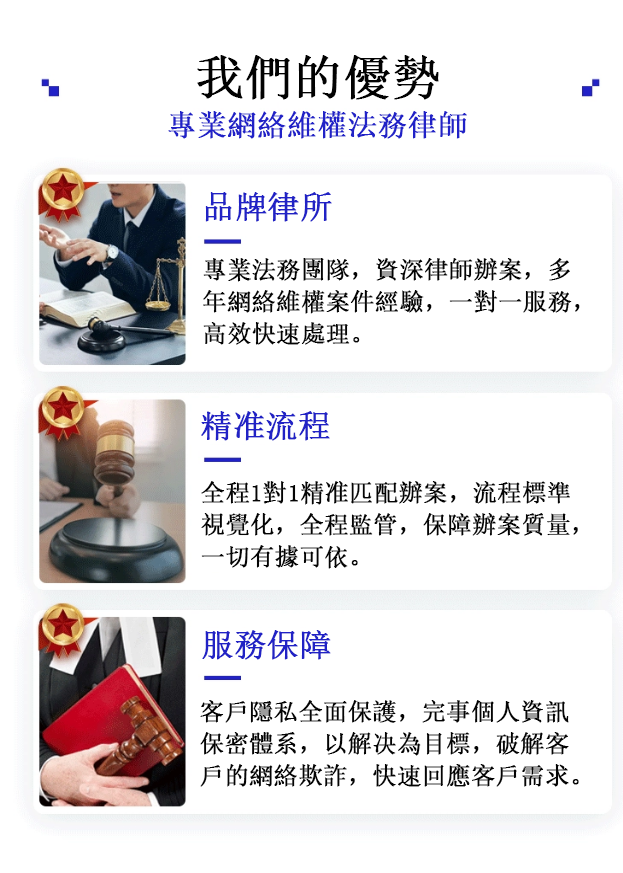 我們的優勢
專業網絡維權法務律師
品牌律所
專業法務團隊，資深律師辦案，多
年網絡維權案件經驗，一對一服務，
高效快速處理。
精准流程
全程1對1精准匹配辦案，流程標準
視覺化，全程監管，保障辦案質量，
一切有據可依。
服務保障
客戶隱私全面保護，完事個人資訊
保密體系，以解決為目標，破解客
戶的網絡欺詐，快速回應客戶需求。